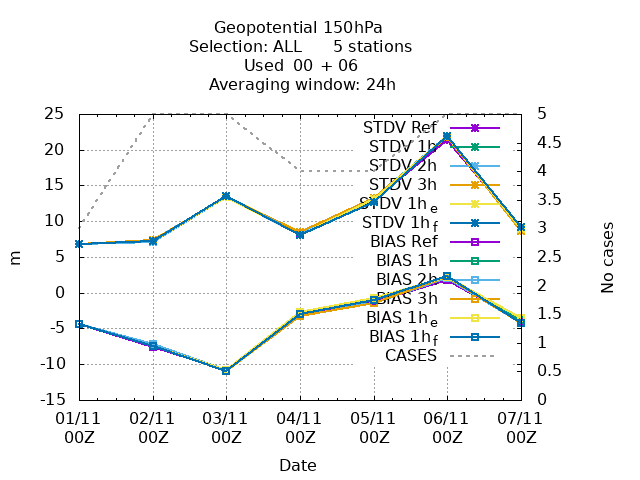 Geopotential 150hPa
Selection: ALL 5 stations
Used 00 + 06
Averaging window: 24h
25
20
15
10
5
0
-5
-10
-15
m
5
4.5
4
3.5
3
2.5
2
1.5
1
0.5
0
No cases
STDV Ref
STDV 1h
STDV 2h
STDV 3h
STDV 1h e
STDV 1h f
BIAS Ref
BIAS 1h
BIAS 2h
BIAS 3h
BIAS 1h e
BIAS 1h f
CASES
01/11 02/11 03/11 04/11 05/11 06/11 07/11
00Z 00Z 00Z 00Z 00Z 00Z 00Z
Date